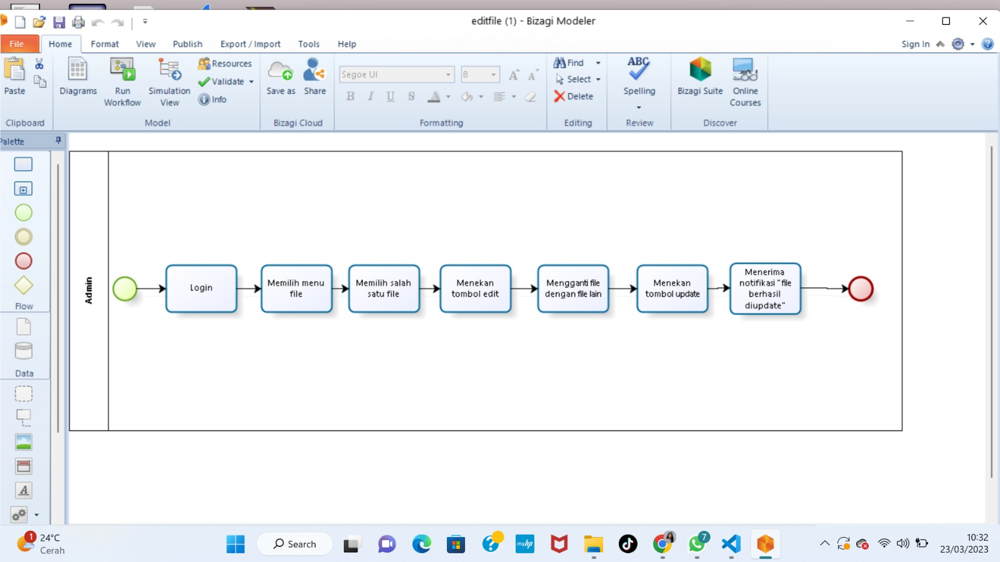 editfile (1) - Bizagi Modeler
File
Home
Format
View
Publish
Export / Import
Tools
Help
Sign In
Paste
Diagrams
Run
Workflow
Simulation
View
Resources
Validate
Info
Save as
Share
Segoe UI
8
B
I
U
S
A
A
A
Find
Select
Delete
ABC
Spelling
Bizagi Suite
Online
Courses
Clipboard
Model
Bizagi Cloud
Formatting
Editing
Review
Discover
Palette
Flow
Data
A
Admin
Login
Memilih menu
file
Memilih salah
satu file
Menekan
tombol edit
Mengganti file
dengan file lain
Menekan
tombol update
Menerima
notifikasi "file
berhasil
diupdate"
1
24°C
Cerah
Search
myhp
7
10:32
23/03/2023